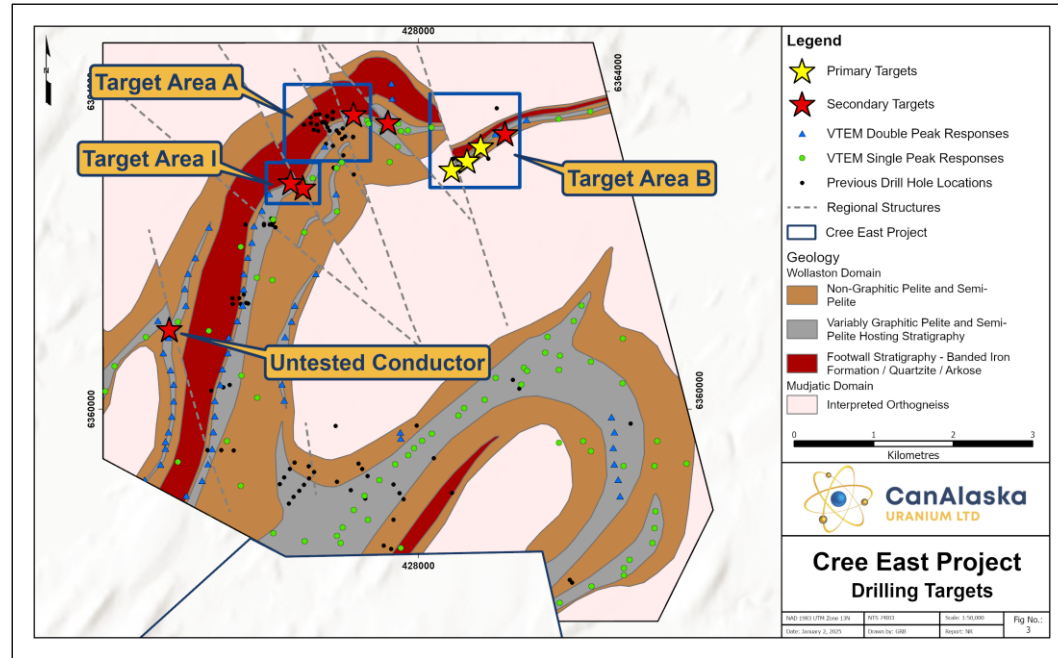 428000
N
6364000
Target Area A
Target Area I
Target Area B
Untested Conductor
6364000
6360000
6360000
428000
Legend
Primary Targets
Secondary Targets
VTEM Double Peak Responses
VTEM Single Peak Responses
Previous Drill Hole Locations
Regional Structures
Cree East Project
Geology
Wollaston Domain
Non-Graphitic Pelite and Semi-
Pelite
Variably Graphitic Pelite and Semi-
Pelite Hosting Stratigraphy
Footwall Stratigraphy - Banded Iron
Formation / Quartzite / Arkose
Mudjatic Domain
Interpreted Orthogneiss
0 1 2 3
Kilometres
CanAlaska
URANIUM LTD
Cree East Project
Drilling Targets
NAD 1983 UTM Zone 13N
Scale: 1:50,000
Fig No.:
3
Date: January 2, 2025
Drawn by: GRB
Report: NR